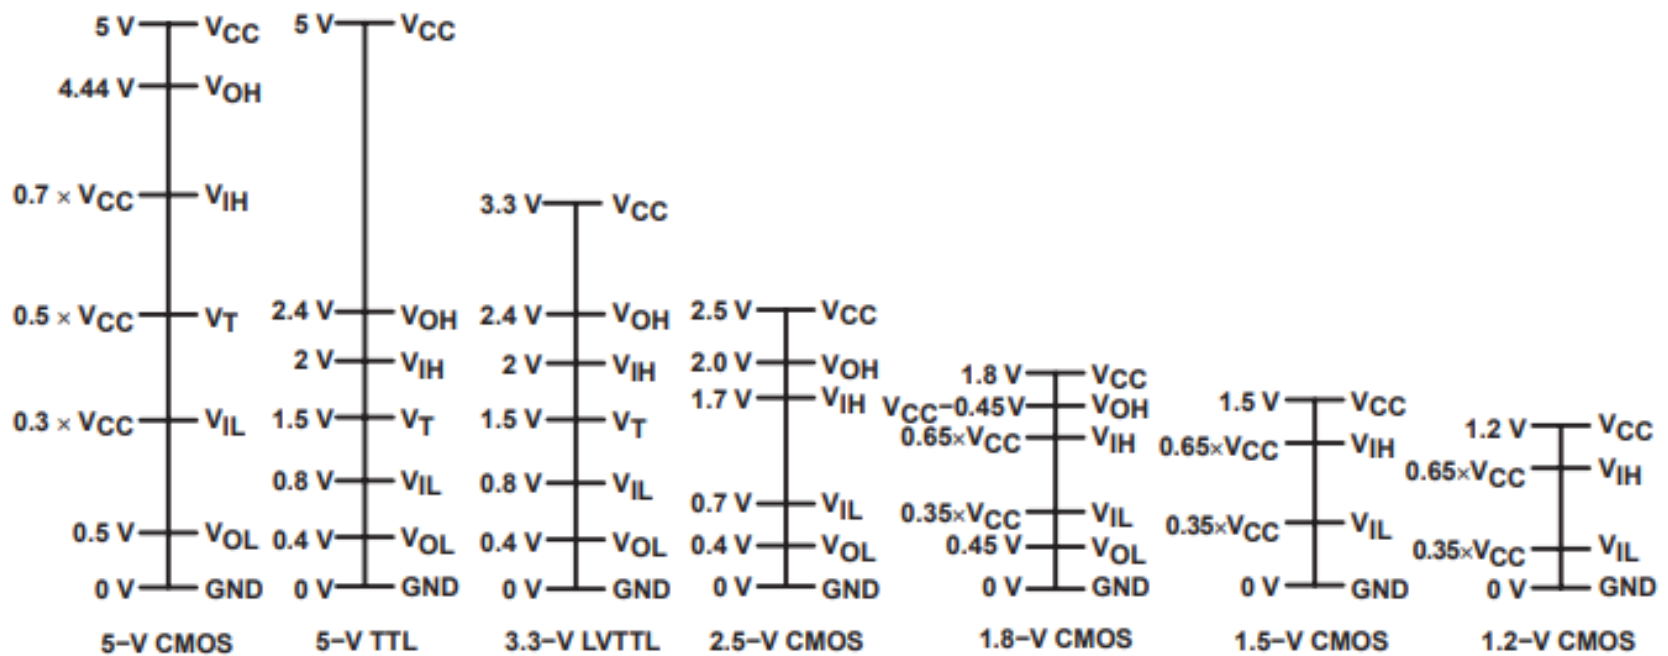 5 V VCC
4.44 V VOH
0.7 × VCC VIH
0.5 × VCC VT
0.3 × VCC VIL
0.5 V VOL
0 V GND
5–V CMOS
5 V VCC
2.4 V VOH
2 V VIH
1.5 V VT
0.8 V VIL
0.4 V VOL
0 V GND
5–V TTL
3.3 V VCC
2.4 V VOH
2 V VIH
1.5 V VT
0.8 V VIL
0.4 V VOL
0 V GND
3.3–V LVTTL
2.5 V VCC
2.0 V VOH
1.7 V VIH
0.7 V VIL
0.4 V VOL
0 V GND
2.5–V CMOS
1.8 V VCC
VCC–0.45V VOH
0.65×VCC VIH
0.35×VCC VIL
0.45 V VOL
0 V GND
1.8–V CMOS
1.5 V VCC
0.65×VCC VIH
0.35×VCC VIL
0 V GND
1.5–V CMOS
1.2 V VCC
0.65×VCC VIH
0.35×VCC VIL
0 V GND
1.2–V CMOS